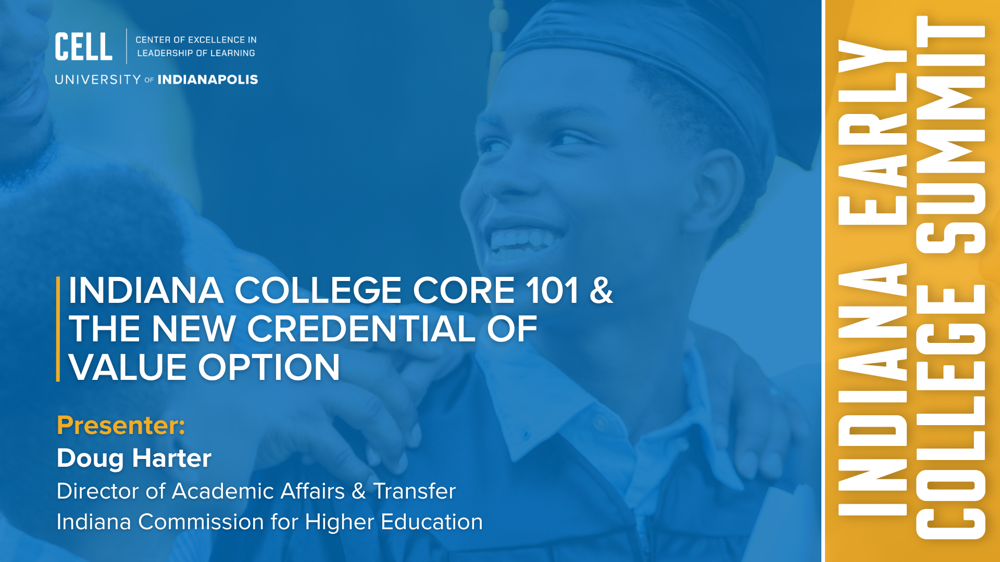 CELL
CENTER OF EXCELLENCE IN
LEADERSHIP OF LEARNING
UNIVERSITY OF INDIANAPOLIS
INDIANA COLLEGE CORE 101 &
THE NEW CREDENTIAL OF
VALUE OPTION
Presenter:
Doug Harter
Director of Academic Affairs & Transfer
Indiana Commission for Higher Education
INDIANA EARLY
COLLEGE SUMMIT